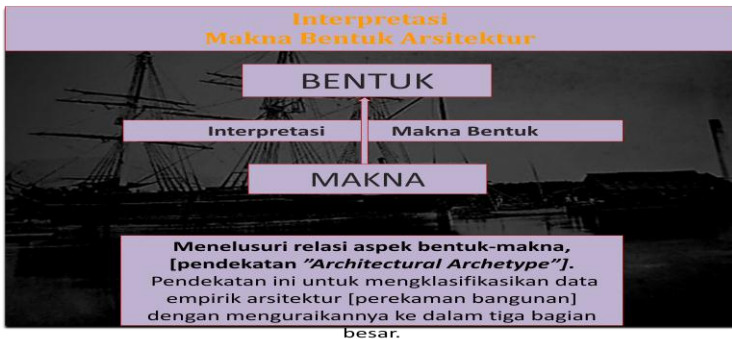 Interpretasi
Makna Bentuk Arsitektur
BENTUK
Interpretasi
Makna Bentuk
MAKNA
Menelusuri relasi aspek bentuk-makna,
[pendekatan ”Architectural Archetype”].
Pendekatan ini untuk mengklasifikasikan data
empirik arsitektur [perekaman bangunan]
dengan menguraikannya ke dalam tiga bagian
besar.